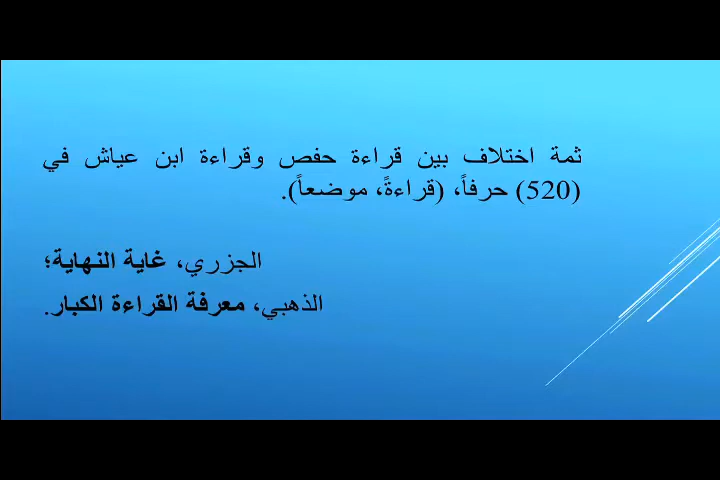 ثمة اختلاف بين قراءة حفص وقراءة ابن عياش في
(520) حرفاً، (قراءةً، موضعاً).
الجزري، غاية النهاية؛
الذهبي، معرفة القراءة الكبار.